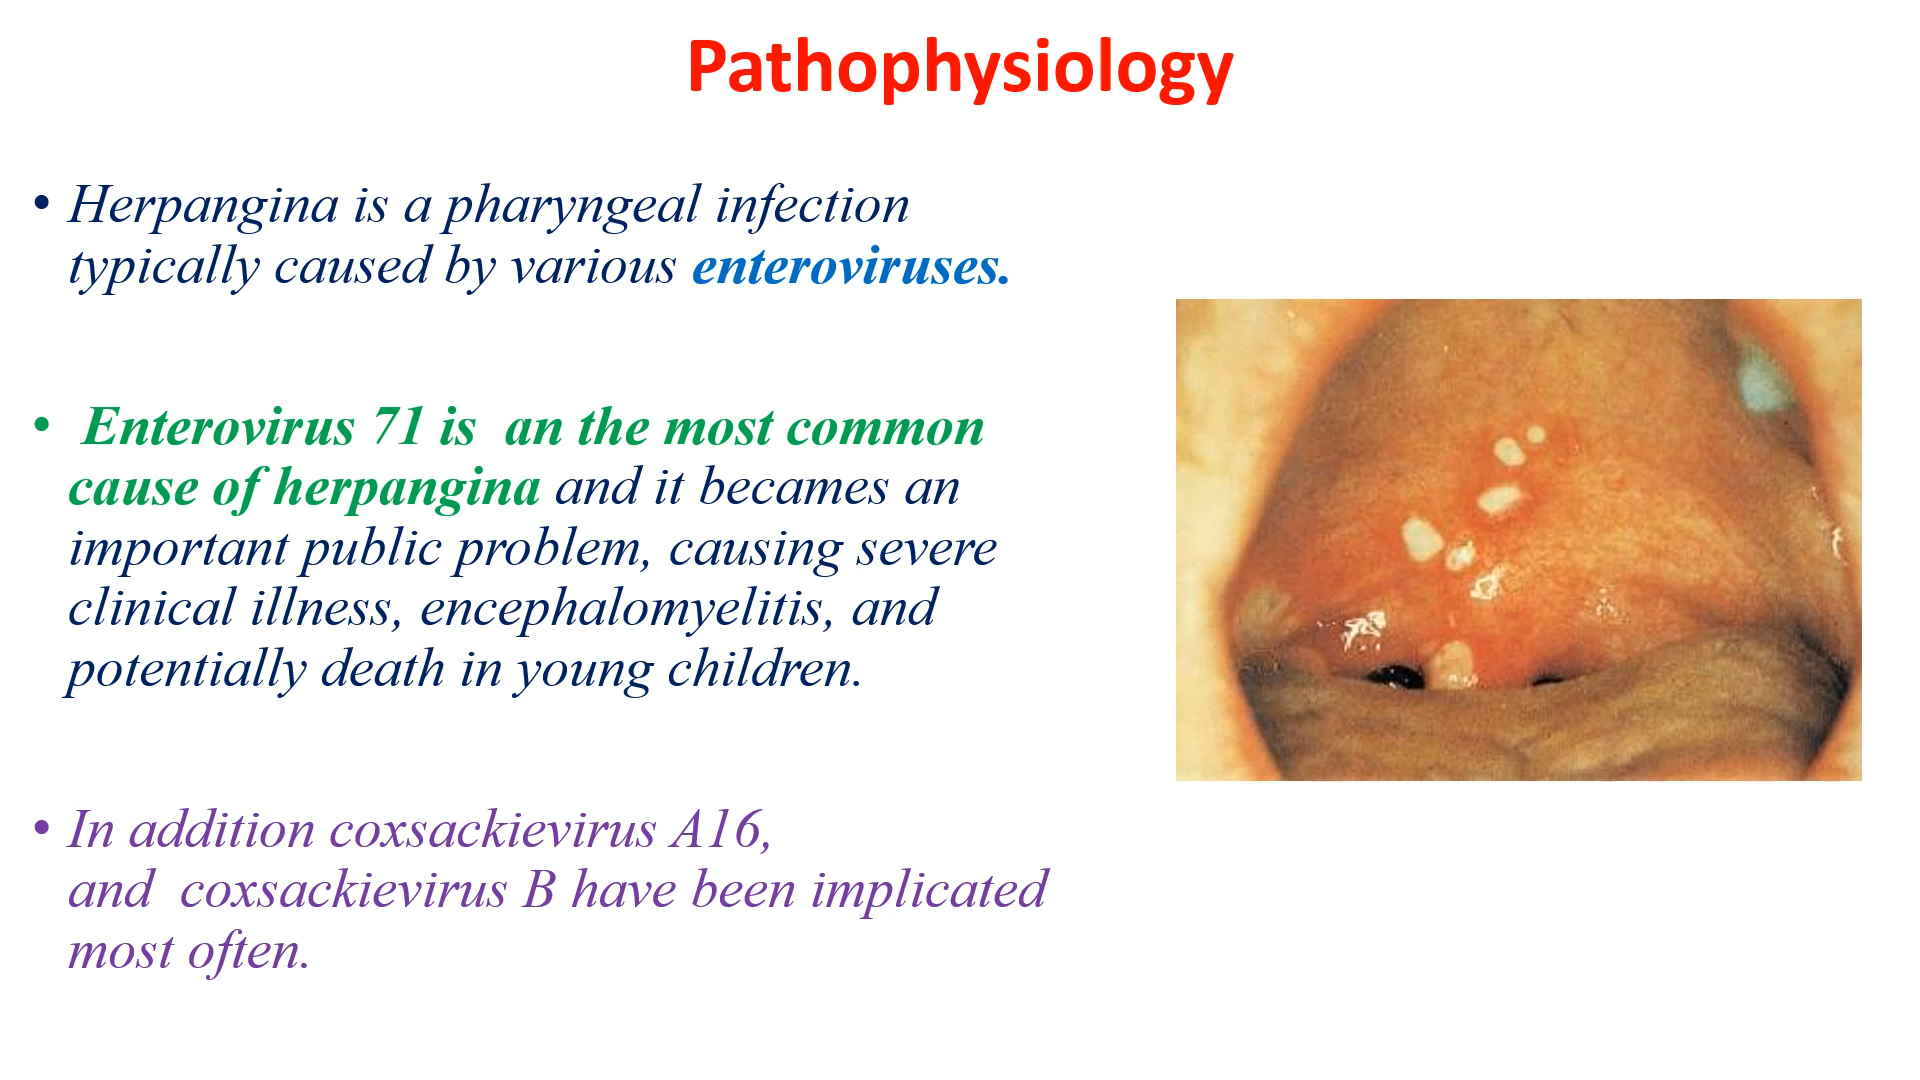 Pathophysiology
• Herpangina is a pharyngeal infection
typically caused by various enteroviruses.
• Enterovirus 71 is  an the most common
cause of herpangina and it becames an
important public problem, causing severe
clinical illness, encephalomyelitis, and
potentially death in young children.
• In addition coxsackievirus A16,
and  coxsackievirus B have been implicated
most often.